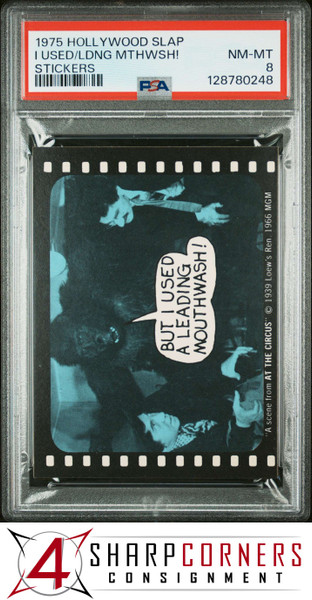 1975 HOLLYWOOD SLAP
I USED/LDNG MTHWSH!
STICKERS
NM-MT
8
PSA
128780248
BUT I USED
A LEADING
MOUTHWASH!
"A scene from AT THE CIRCUS" © 1939 Loew's Ren. 1966 MGM
4
SHARPCORNERS
CONSIGNMENT